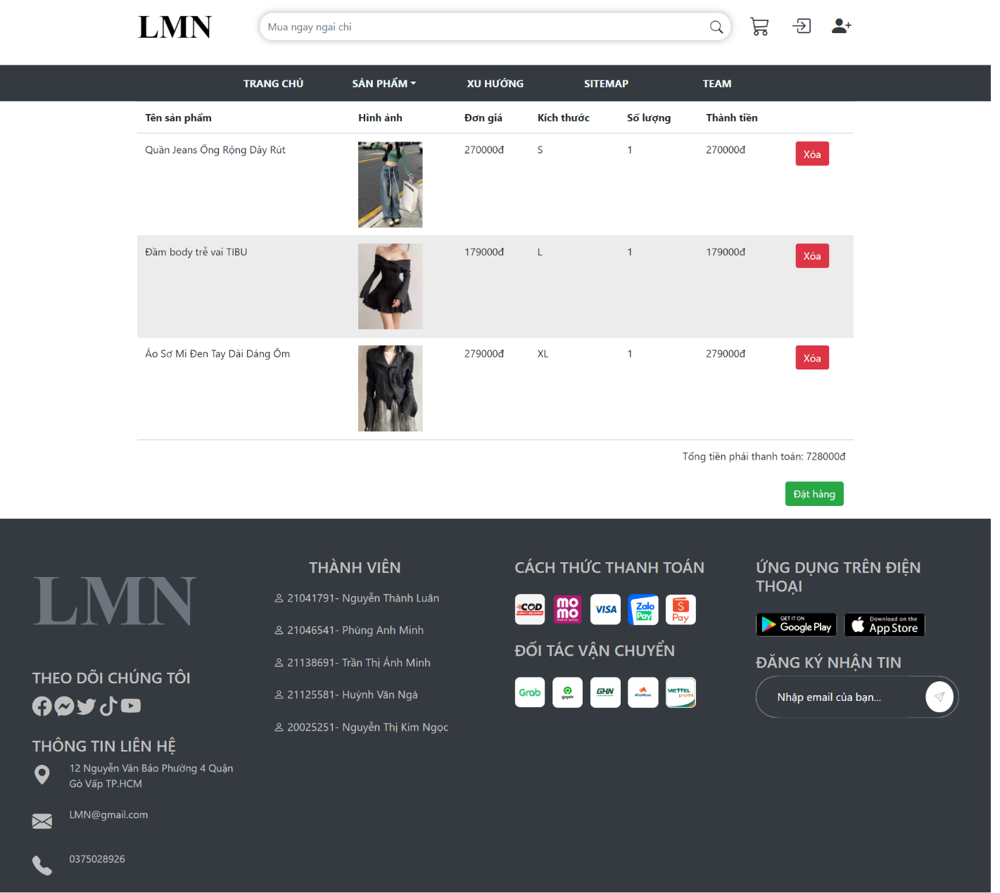 LMN
Mua ngay ngai chi
TRANG CHỦ SẢN PHẨM XU HƯỚNG SITEMAP TEAM
Tên sản phẩm Hình ảnh Đơn giá Kích thước Số lượng Thành tiền
Quần Jeans Ống Rộng Dây Rút 270000đ S 1 270000đ Xóa
Đầm body trễ vai TIBU 179000đ L 1 179000đ Xóa
Áo Sơ Mi Đen Tay Dài Dáng Ôm 279000đ XL 1 279000đ Xóa
Tổng tiền phải thanh toán: 728000đ
Đặt hàng
LMN
THEO DÕI CHÚNG TÔI
THÔNG TIN LIÊN HỆ
12 Nguyễn Văn Bảo Phường 4 Quận
Gò Vấp TP.HCM
LMN@gmail.com
0375028926
THÀNH VIÊN
21041791- Nguyễn Thành Luân
21046541- Phùng Anh Minh
21138691- Trần Thị Ánh Minh
21125581- Huỳnh Văn Ngà
20025251- Nguyễn Thị Kim Ngọc
CÁCH THỨC THANH TOÁN
COD
CASH ON DELIVERY
mo
mo
VISA
Zalo
Pay
S
Pay
ĐỐI TÁC VẬN CHUYỂN
Grab
gojek
GHN
AhaMove
VIETTEL
post
ỨNG DỤNG TRÊN ĐIỆN
THOẠI
GET IT ON
Google Play
Download on the
App Store
ĐĂNG KÝ NHẬN TIN
Nhập email của bạn...